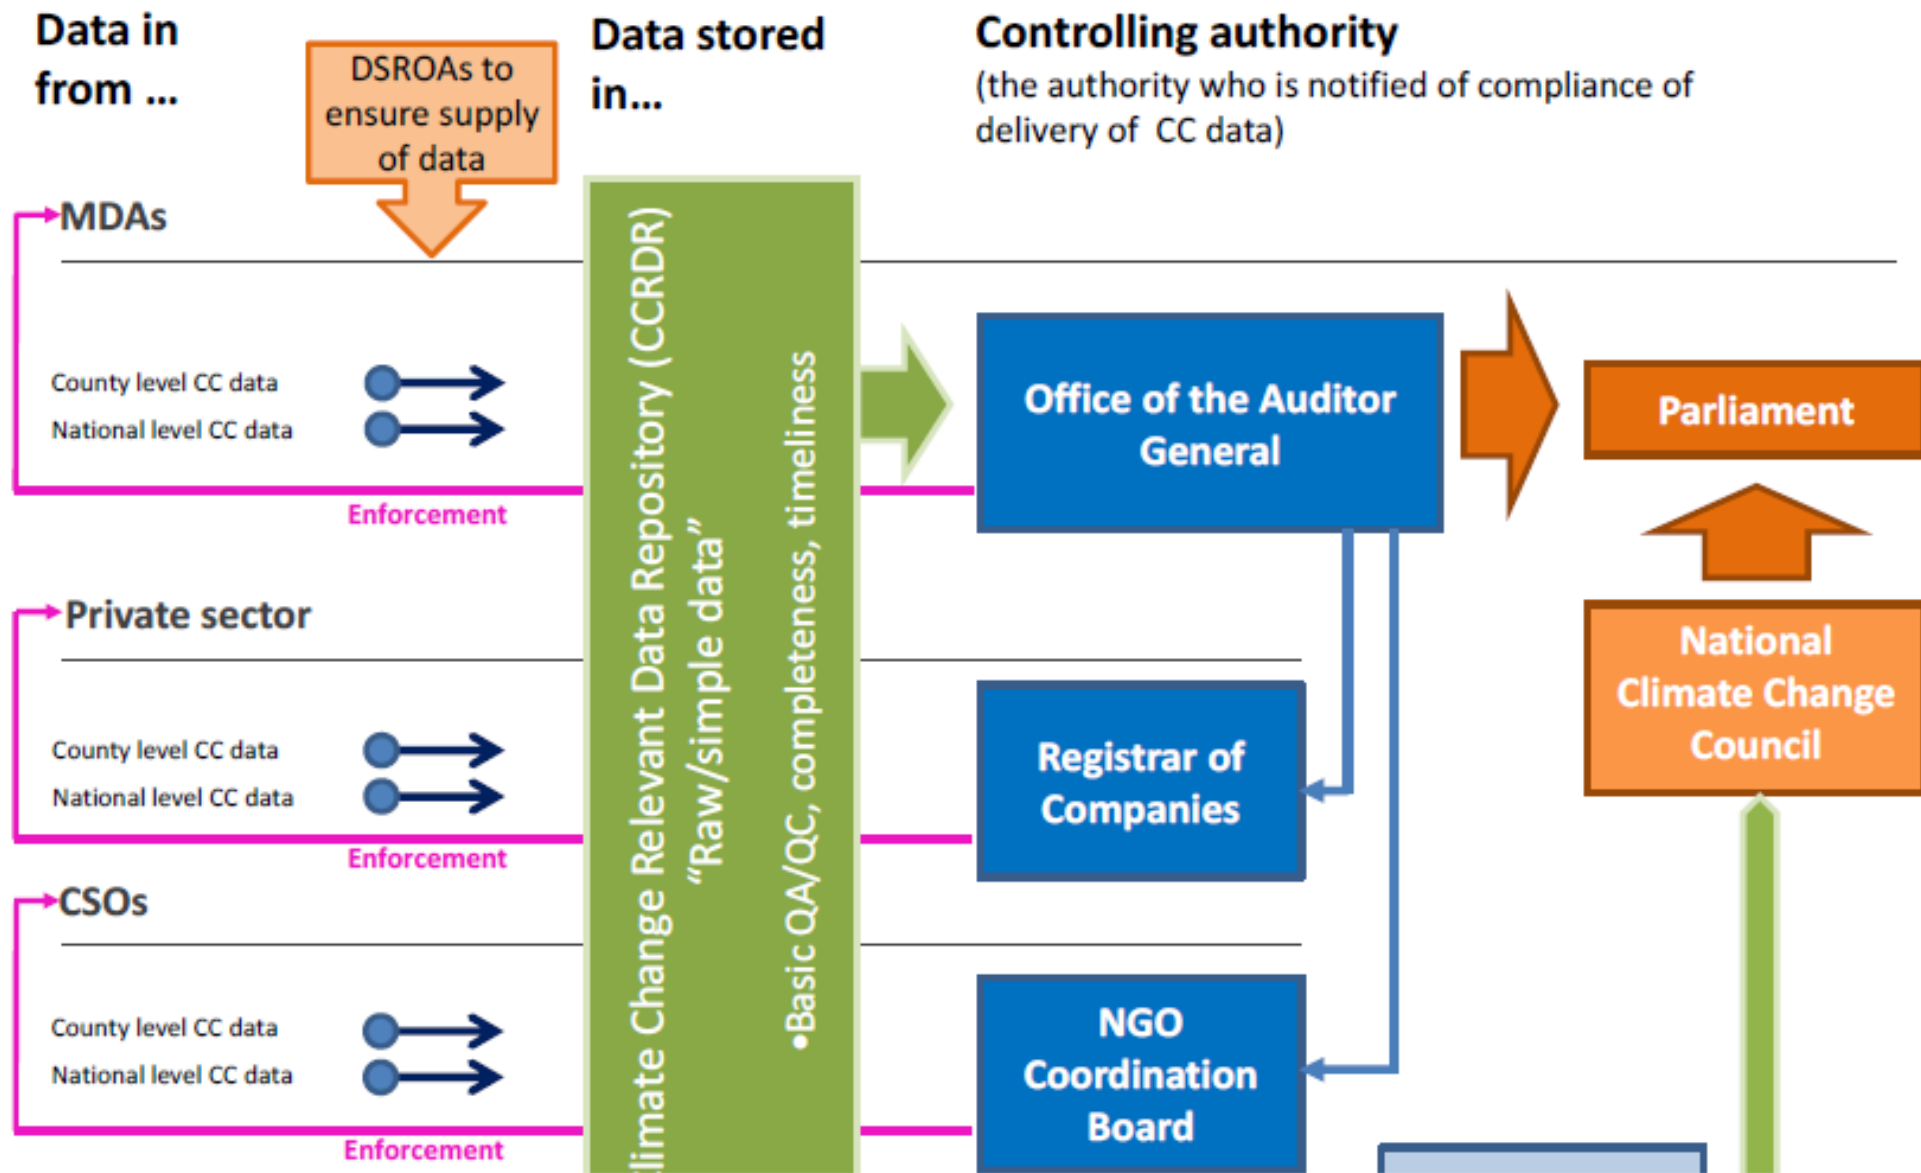 Data in
from ...
DSROAs to
ensure supply
of data
Data stored
in...
Controlling authority
(the authority who is notified of compliance of
delivery of CC data)
MDAs
County level CC data
National level CC data
Enforcement
Private sector
County level CC data
National level CC data
Enforcement
CSOs
County level CC data
National level CC data
Enforcement
limate Change Relevant Data Repository (CCRDR)
“Raw/simple data”
•Basic QA/QC, completeness, timeliness
Office of the Auditor
General
Parliament
National
Climate Change
Council
Registrar of
Companies
NGO
Coordination
Board